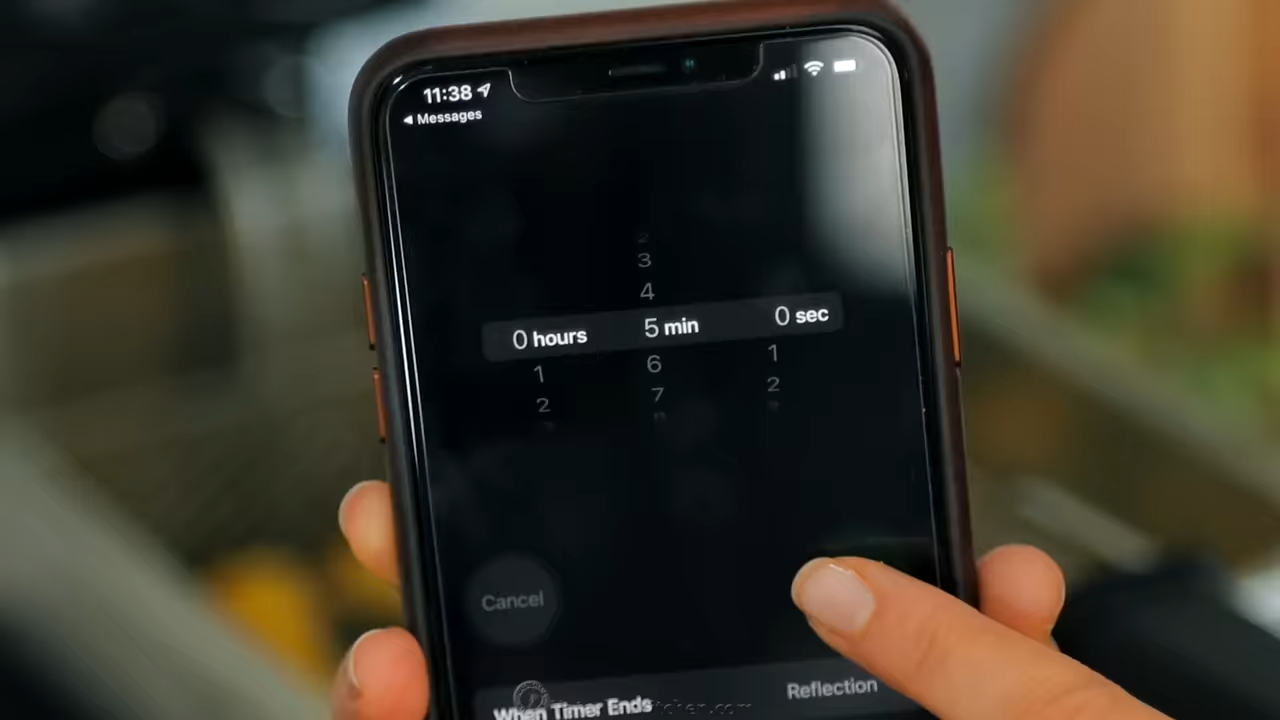 11:38
◀ Messages
2
3
4
0 hours 5 min 0 sec
1 6 1
2 7 2
Cancel
When Timer Ends Reflection